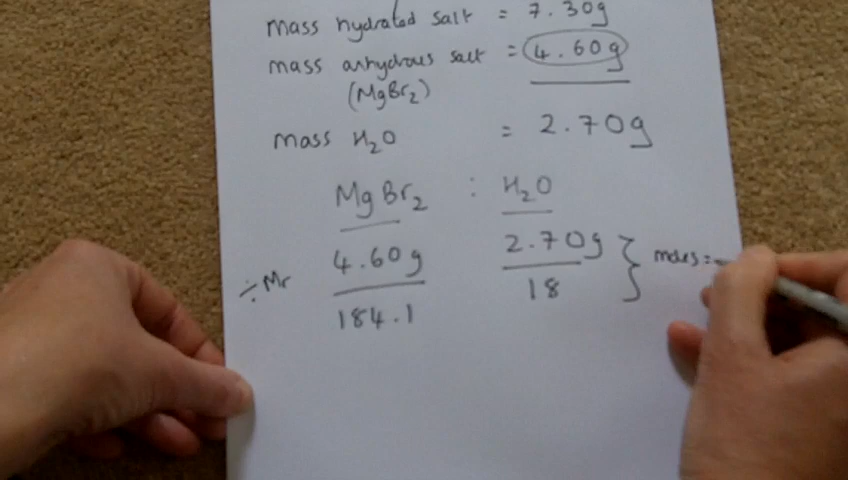 mass hydrated salt = 7.30g
mass anhydrous salt = 4.60g
(MgBr2)
mass H2O = 2.70g
MgBr2 : H2O
÷Mr 4.60g 2.70g } moles =
184.1 18